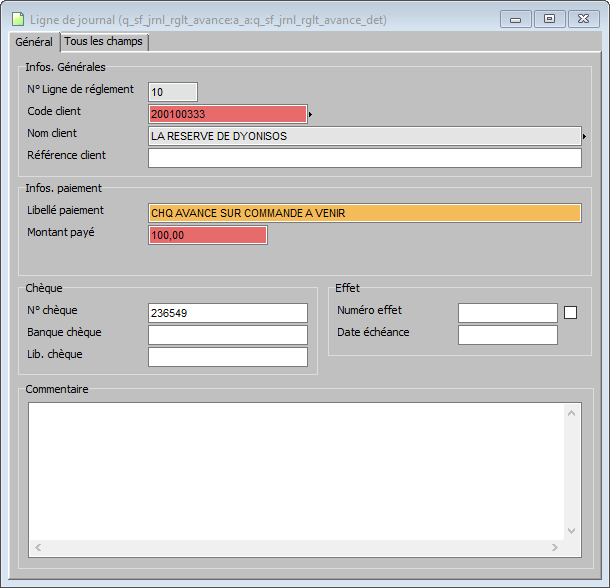 Ligne de journal (q_sf_jrnl_rglt_avance:a_a:q_sf_jrnl_rglt_avance_det)
Général Tous les champs
Infos. Générales
N° Ligne de réglement 10
Code client 200100333
Nom client LA RESERVE DE DYONISOS
Référence client
Infos. paiement
Libellé paiement CHQ AVANCE SUR COMMANDE A VENIR
Montant payé 100,00
Chèque Effet
N° chèque 236549 Numéro effet
Banque chèque Date échéance
Lib. chèque
Commentaire